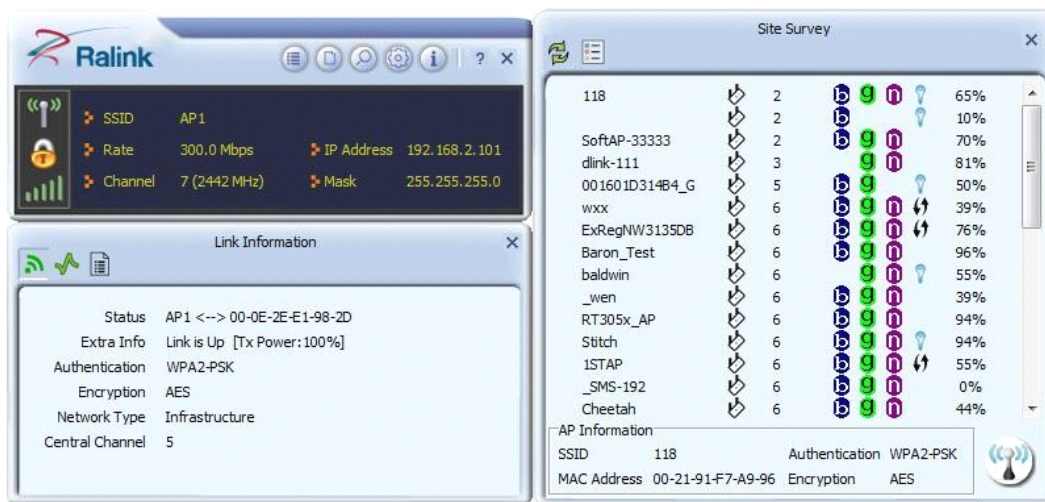 Ralink
? ×
SSID AP1
Rate 300.0 Mbps IP Address 192.168.2.101
Channel 7 (2442 MHz) Mask 255.255.255.0
Link Information
Status AP1 <--> 00-0E-2E-E1-98-2D
Extra Info Link is Up [Tx Power:100%]
Authentication WPA2-PSK
Encryption AES
Network Type Infrastructure
Central Channel 5
Site Survey
118 2 b g n 65%
2 b 10%
SoftAP-33333 2 b g n 70%
dlink-111 3 g n 81%
001601D314B4_G 5 b g 50%
wxx 6 b g n 39%
ExRegNW3135DB 6 b g n 76%
Baron_Test 6 b g n 96%
baldwin 6 g n 55%
_wen 6 b g n 39%
RT305x_AP 6 b g n 94%
Stitch 6 b g n 94%
1STAP 6 b g n 55%
_SMS-192 6 b g n 0%
Cheetah 6 b g n 44%
AP Information
SSID 118 Authentication WPA2-PSK
MAC Address 00-21-91-F7-A9-96 Encryption AES